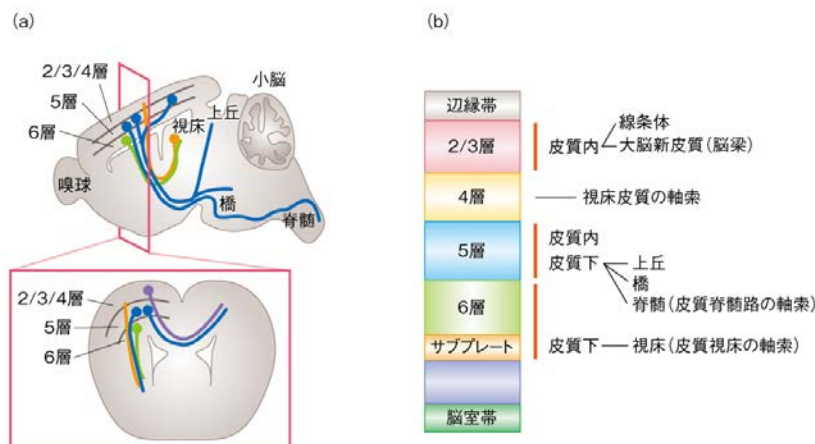 (a)
2/3/4層
5層
6層
嗅球
視床
上丘
小脳
橋
脊髄
2/3/4層
5層
6層
(b)
辺縁帯
2/3層
4層
5層
6層
サブプレート
脳室帯
皮質内
線条体
大脳新皮質(脳梁)
視床皮質の軸索
皮質内
皮質下
上丘
橋
脊髄(皮質脊髄路の軸索)
皮質下
視床(皮質視床の軸索)